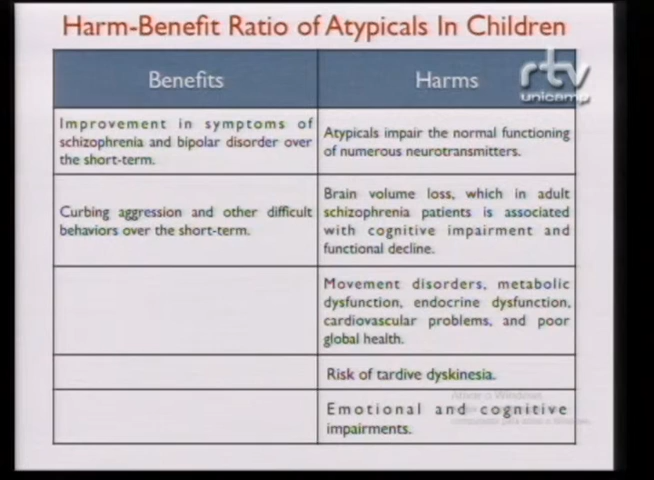 Harm-Benefit Ratio of Atypicals In Children
Benefits
Harms
rtv
unicamp
Improvement in symptoms of
schizophrenia and bipolar disorder over
the short-term.
Atypicals impair the normal functioning
of numerous neurotransmitters.
Curbing aggression and other difficult
behaviors over the short-term.
Brain volume loss, which in adult
schizophrenia patients is associated
with cognitive impairment and
functional decline.
Movement disorders, metabolic
dysfunction, endocrine dysfunction,
cardiovascular problems, and poor
global health.
Risk of tardive dyskinesia.
Emotional and cognitive
impairments.